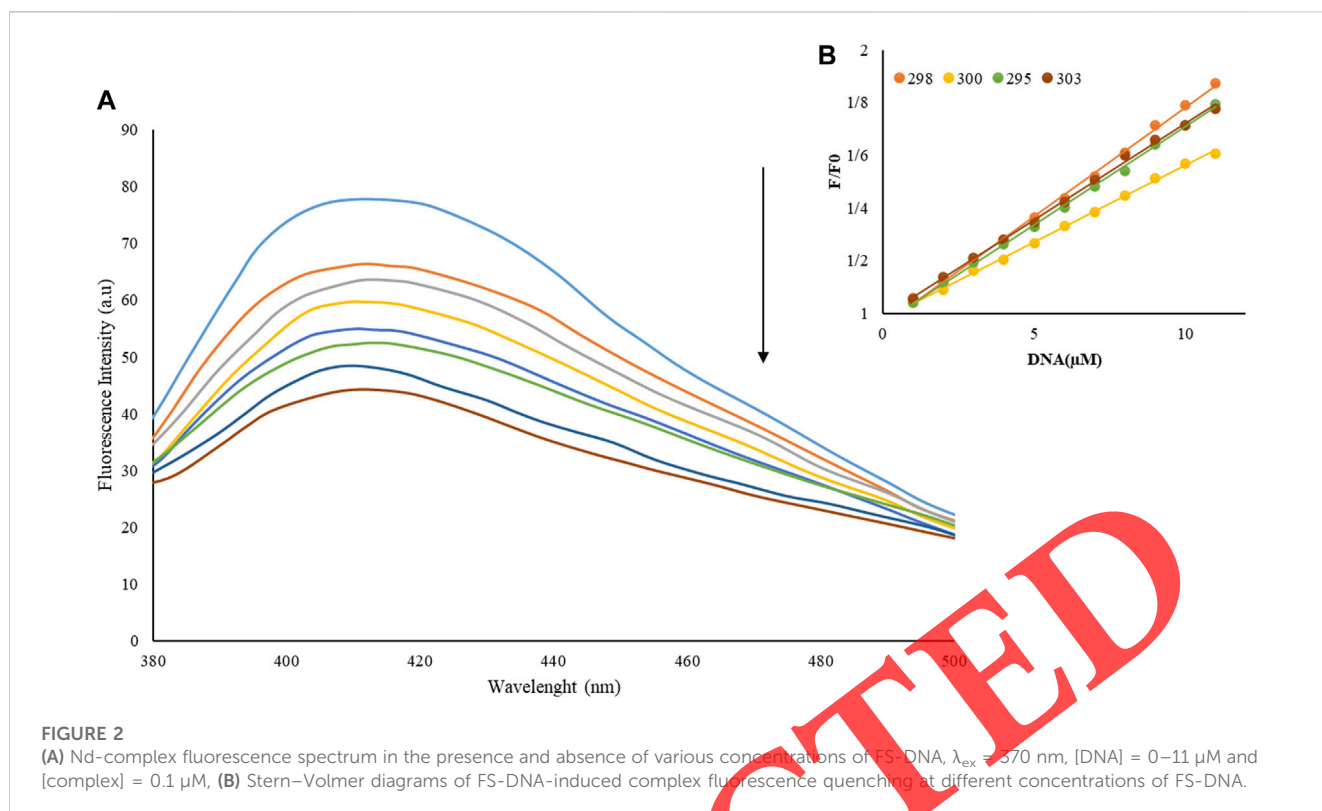 A
Fluorescence Intensity (a.u)
90
80
70
60
50
40
30
20
10
0
380
400
420
440
460
480
500
Wavelenght (nm)
B
298 300 295 303
F/F0
2
1/8
1/6
1/4
1/2
1
0
5
10
DNA(μM)
CTED
FIGURE 2
(A) Nd-complex fluorescence spectrum in the presence and absence of various concentrations of FS-DNA, λex = 370 nm, [DNA] = 0–11 μM and
[complex] = 0.1 μM, (B) Stern–Volmer diagrams of FS-DNA-induced complex fluorescence quenching at different concentrations of FS-DNA.